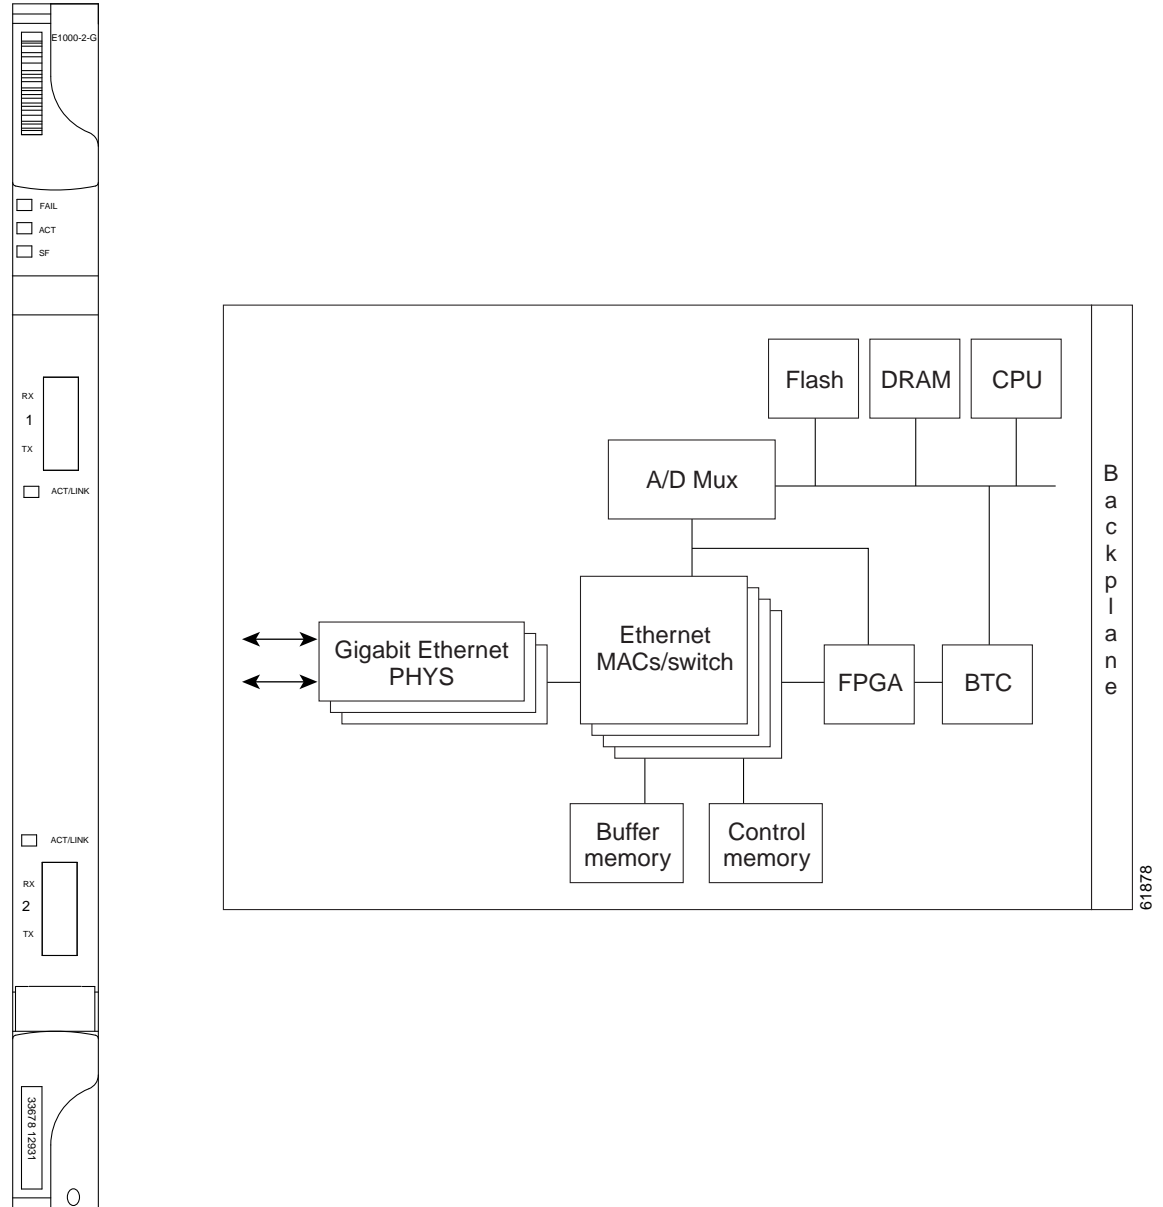 E1000-2-G
FAIL
ACT
SF
RX
1
TX
ACT/LINK
ACT/LINK
RX
2
TX
33678 12931
Flash
DRAM
CPU
A/D Mux
Ethernet
MACs/switch
Gigabit Ethernet
PHYS
FPGA
BTC
Buffer
memory
Control
memory
Backplane
61878